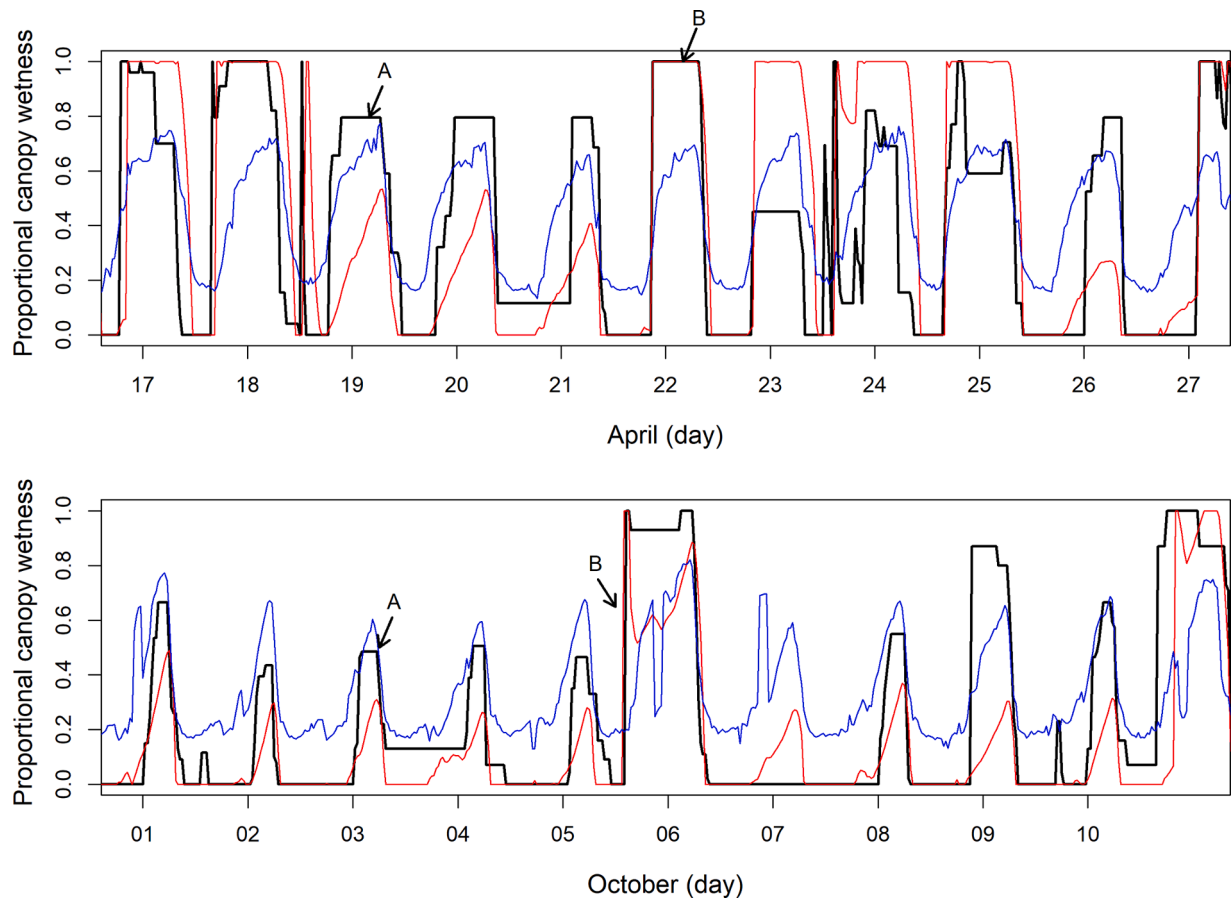 B
A
Proportional canopy wetness
1.0
0.8
0.6
0.4
0.2
0.0
17 18 19 20 21 22 23 24 25 26 27
April (day)
Proportional canopy wetness
1.0
0.8
0.6
0.4
0.2
0.0
B
A
01 02 03 04 05 06 07 08 09 10
October (day)